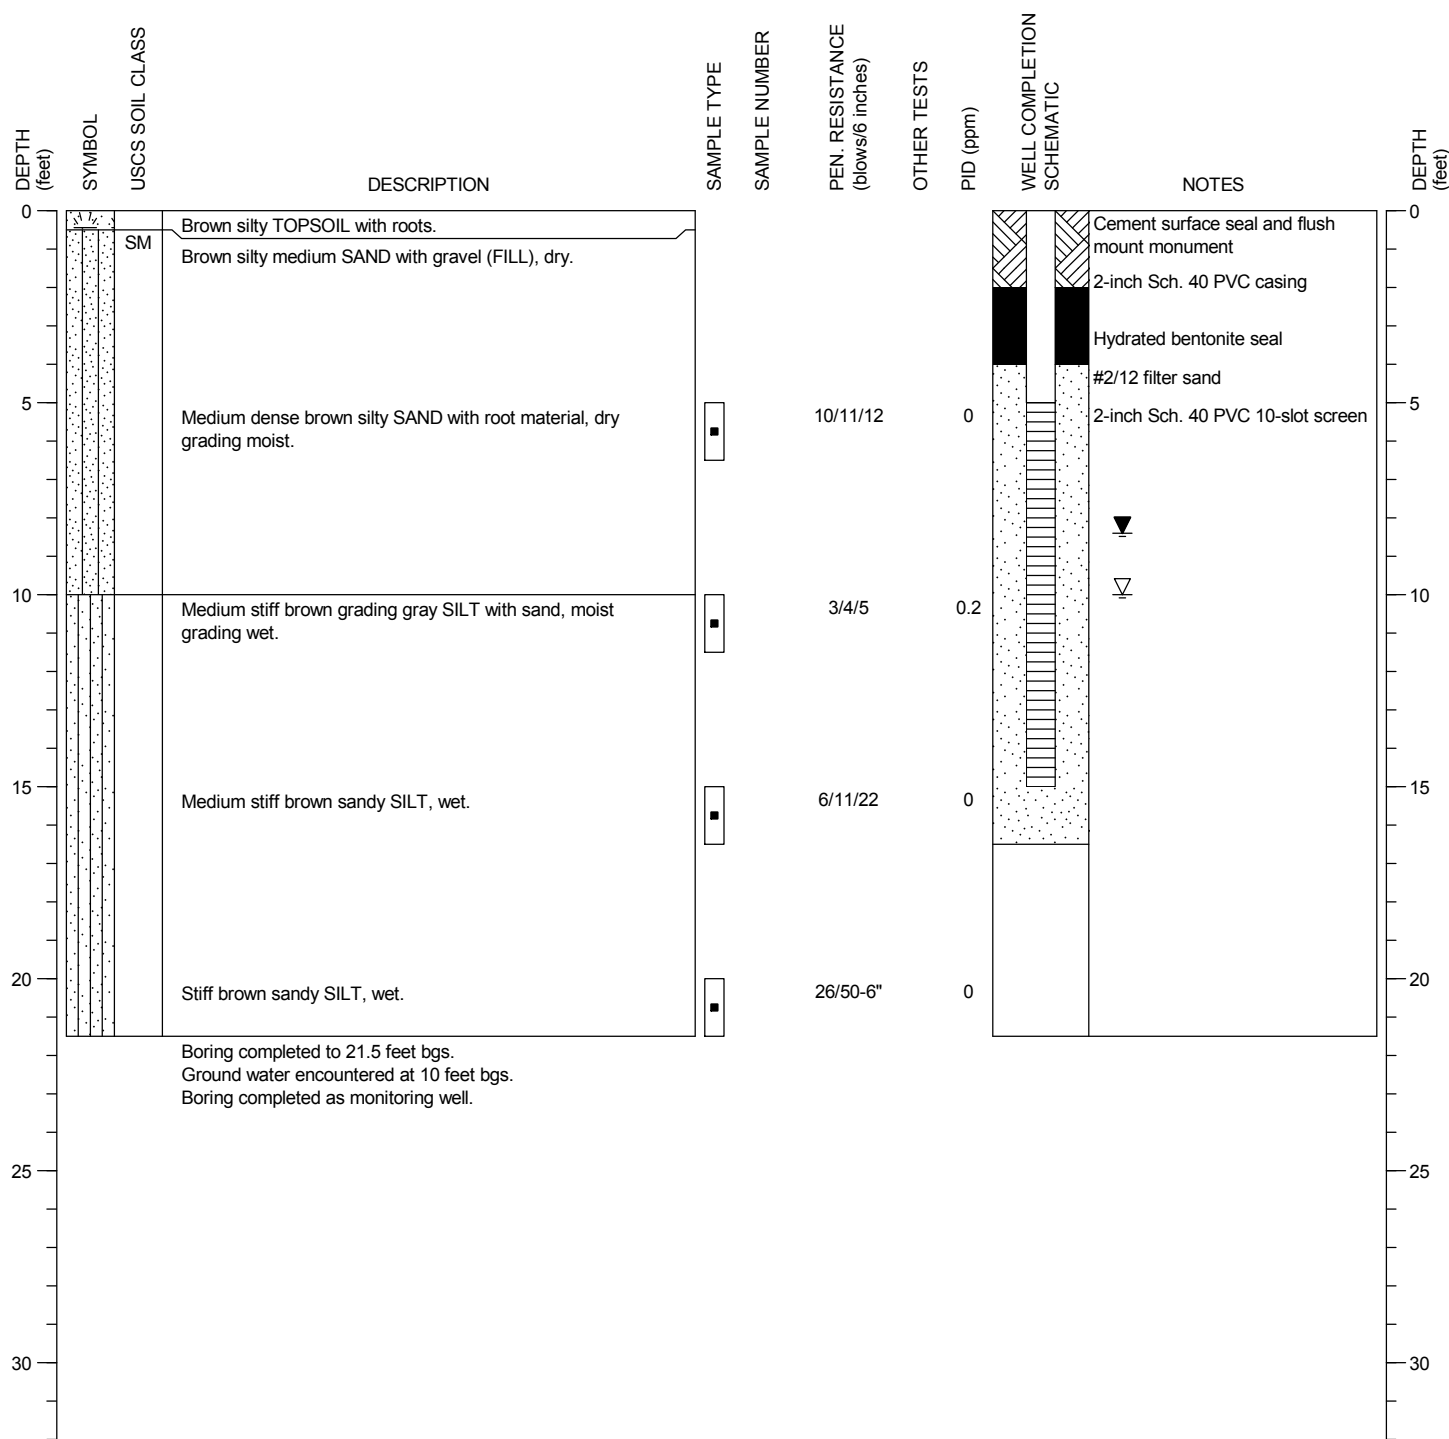 DEPTH
(feet)
SYMBOL
USCS SOIL CLASS
DESCRIPTION
SAMPLE TYPE
SAMPLE NUMBER
PEN. RESISTANCE
(blows/6 inches)
OTHER TESTS
PID (ppm)
WELL COMPLETION
SCHEMATIC
NOTES
DEPTH
(feet)
0
Brown silty TOPSOIL with roots.
SM
Brown silty medium SAND with gravel (FILL), dry.
Cement surface seal and flush
mount monument
2-inch Sch. 40 PVC casing
Hydrated bentonite seal
#2/12 filter sand
0
5
Medium dense brown silty SAND with root material, dry
grading moist.
10/11/12
0
2-inch Sch. 40 PVC 10-slot screen
5
10
Medium stiff brown grading gray SILT with sand, moist
grading wet.
3/4/5
0.2
10
15
Medium stiff brown sandy SILT, wet.
6/11/22
0
15
20
Stiff brown sandy SILT, wet.
26/50-6"
0
20
Boring completed to 21.5 feet bgs.
Ground water encountered at 10 feet bgs.
Boring completed as monitoring well.
25
25
30
30